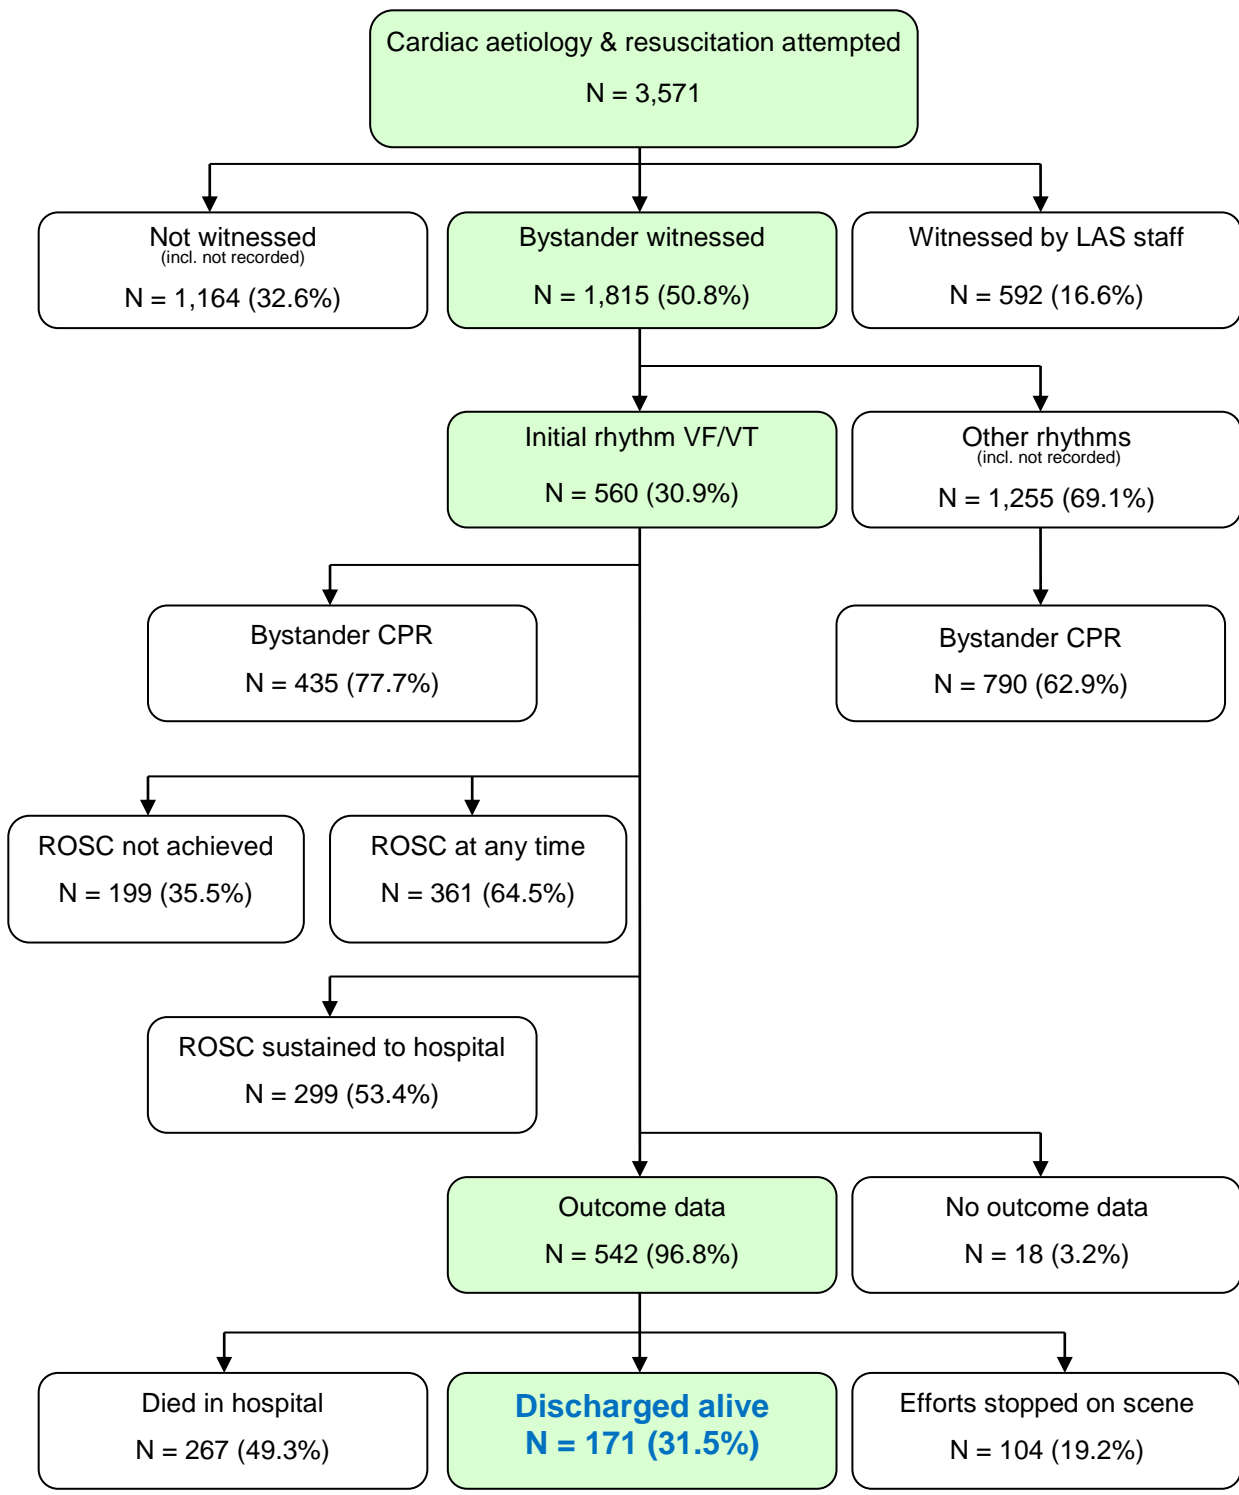 Cardiac aetiology & resuscitation attempted
N = 3,571
Not witnessed
(incl. not recorded)
N = 1,164 (32.6%)
Bystander witnessed
N = 1,815 (50.8%)
Witnessed by LAS staff
N = 592 (16.6%)
Initial rhythm VF/VT
N = 560 (30.9%)
Other rhythms
(incl. not recorded)
N = 1,255 (69.1%)
Bystander CPR
N = 435 (77.7%)
Bystander CPR
N = 790 (62.9%)
ROSC not achieved
N = 199 (35.5%)
ROSC at any time
N = 361 (64.5%)
ROSC sustained to hospital
N = 299 (53.4%)
Outcome data
N = 542 (96.8%)
No outcome data
N = 18 (3.2%)
Died in hospital
N = 267 (49.3%)
Discharged alive
N = 171 (31.5%)
Efforts stopped on scene
N = 104 (19.2%)